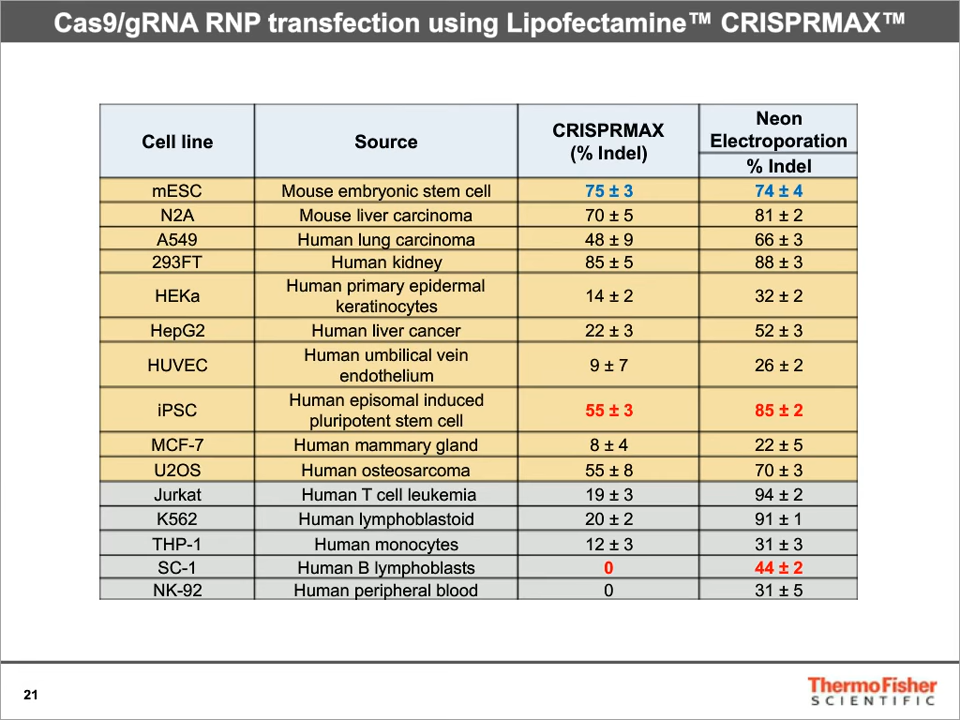 Cas9/gRNA RNP transfection using Lipofectamine™ CRISPRMAX™
Cell line Source CRISPRMAX (% Indel) Neon Electroporation
% Indel
mESC Mouse embryonic stem cell 75 ± 3 74 ± 4
N2A Mouse liver carcinoma 70 ± 5 81 ± 2
A549 Human lung carcinoma 48 ± 9 66 ± 3
293FT Human kidney 85 ± 5 88 ± 3
HEKa Human primary epidermal keratinocytes 14 ± 2 32 ± 2
HepG2 Human liver cancer 22 ± 3 52 ± 3
HUVEC Human umbilical vein endothelium 9 ± 7 26 ± 2
iPSC Human episomal induced pluripotent stem cell 55 ± 3 85 ± 2
MCF-7 Human mammary gland 8 ± 4 22 ± 5
U2OS Human osteosarcoma 55 ± 8 70 ± 3
Jurkat Human T cell leukemia 19 ± 3 94 ± 2
K562 Human lymphoblastoid 20 ± 2 91 ± 1
THP-1 Human monocytes 12 ± 3 31 ± 3
SC-1 Human B lymphoblasts 0 44 ± 2
NK-92 Human peripheral blood 0 31 ± 5
21
ThermoFisher
SCIENTIFIC